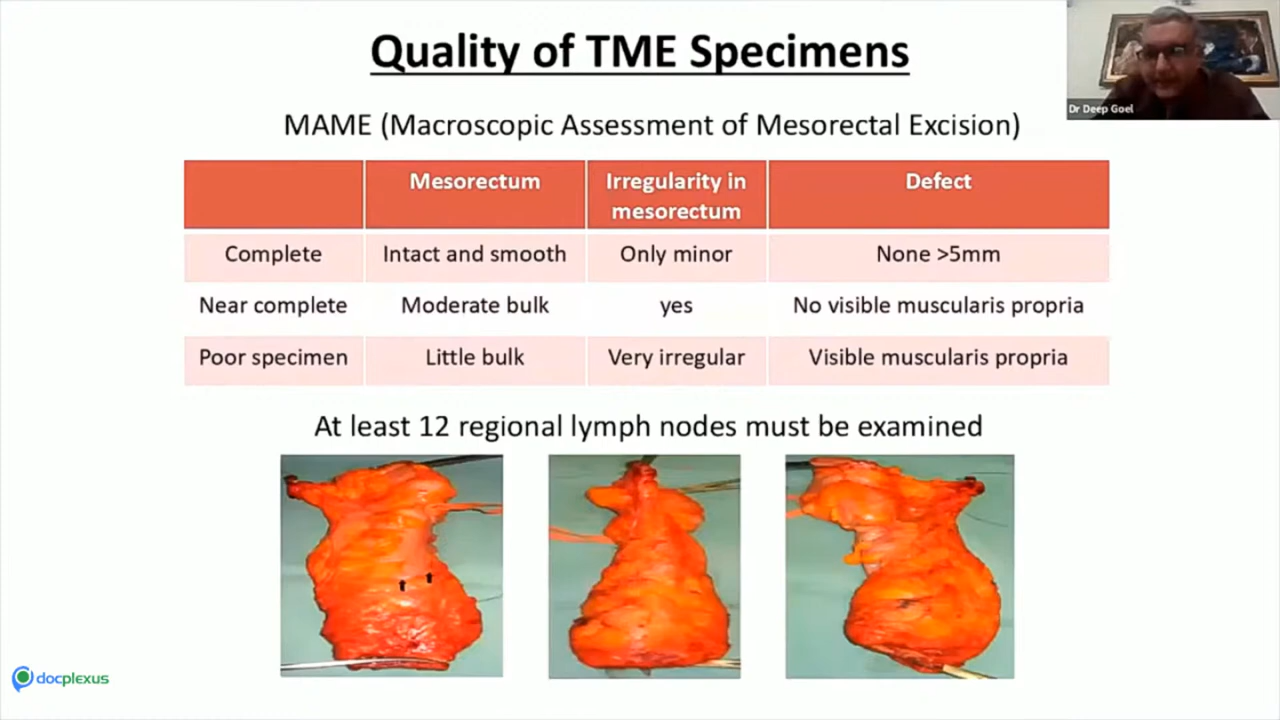 Quality of TME Specimens
Dr Deep Goel
MAME (Macroscopic Assessment of Mesorectal Excision)
Mesorectum Irregularity in mesorectum Defect
Complete Intact and smooth Only minor None >5mm
Near complete Moderate bulk yes No visible muscularis propria
Poor specimen Little bulk Very irregular Visible muscularis propria
At least 12 regional lymph nodes must be examined
docplexus